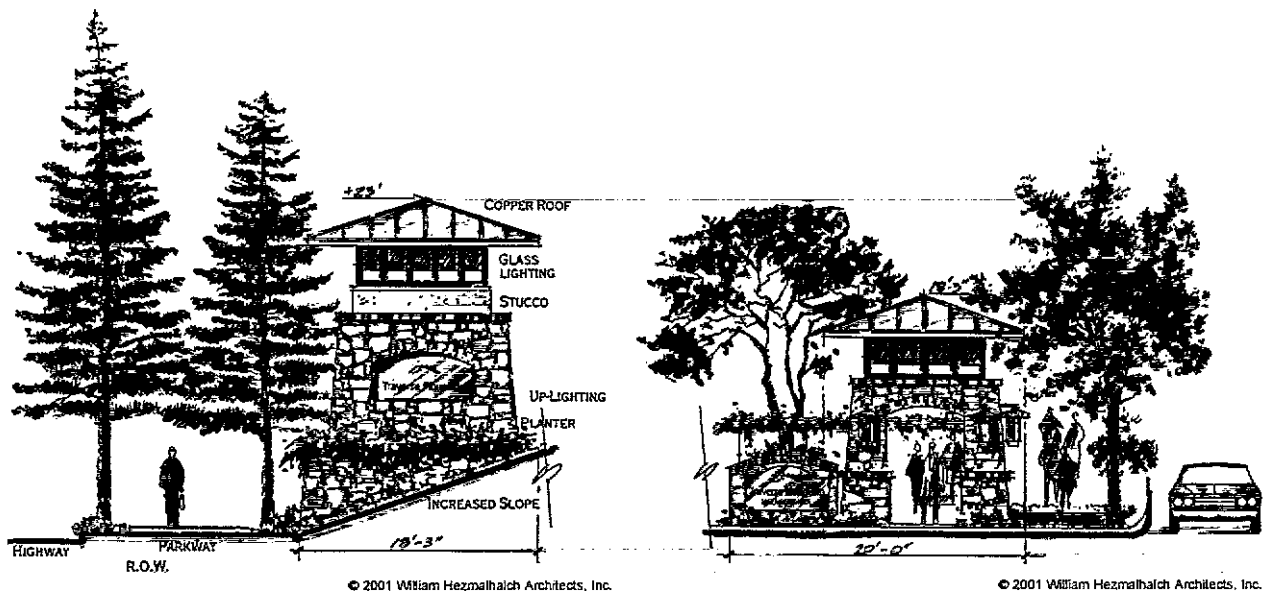 +23'
COPPER ROOF
GLASS
LIGHTING
STUCCO
UP-LIGHTING
PLANTER
INCREASED SLOPE
HIGHWAY
PARKWAY
R.O.W.
18'-3"
20'-0"
© 2001 William Hezmalhalch Architects, Inc.
© 2001 William Hezmalhalch Architects, Inc.